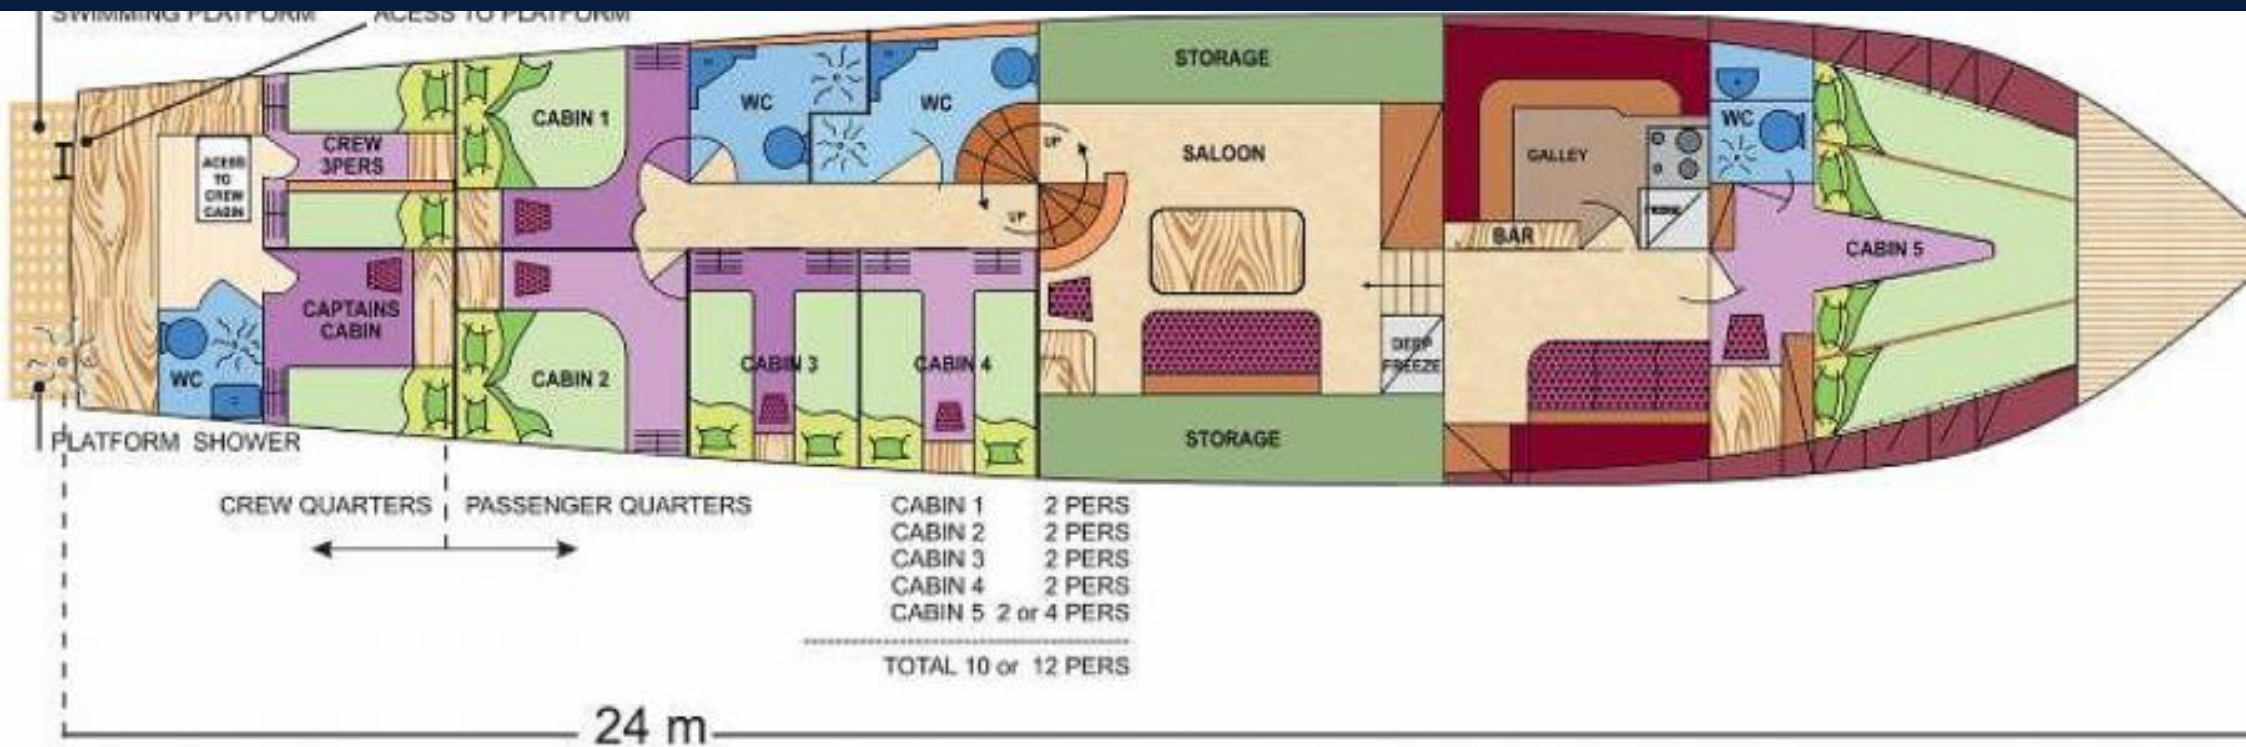 SWIMMING PLATFORM
ACESS TO PLATFORM
STORAGE
WC
WC
CABIN 1
CREW
3PERS
ACESS
TO
CREW
CABIN
UP
UP
SALOON
GALLEY
FRIDGE
WC
BAR
CABIN 5
CAPTAINS
CABIN
WC
CABIN 2
CABIN 3
CABIN 4
DEEP
FREEZE
STORAGE
PLATFORM SHOWER
CREW QUARTERS
PASSENGER QUARTERS
CABIN 1 2 PERS
CABIN 2 2 PERS
CABIN 3 2 PERS
CABIN 4 2 PERS
CABIN 5 2 or 4 PERS
TOTAL 10 or 12 PERS
24 m